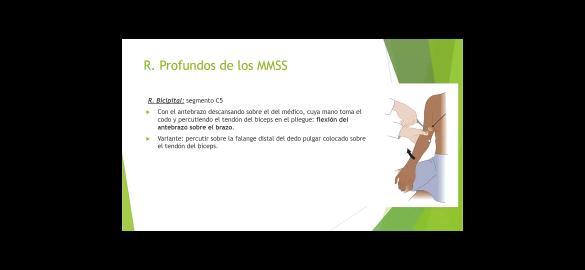 R. Profundos de los MMSS
R. Bicipital: segmento C5
Con el antebrazo descansando sobre el del médico, cuya mano toma el
codo y percutiendo el tendón del bíceps en el pliegue: flexión del
antebrazo sobre el brazo.
Variante: percutir sobre la falange distal del dedo pulgar colocado sobre
el tendón del bíceps.